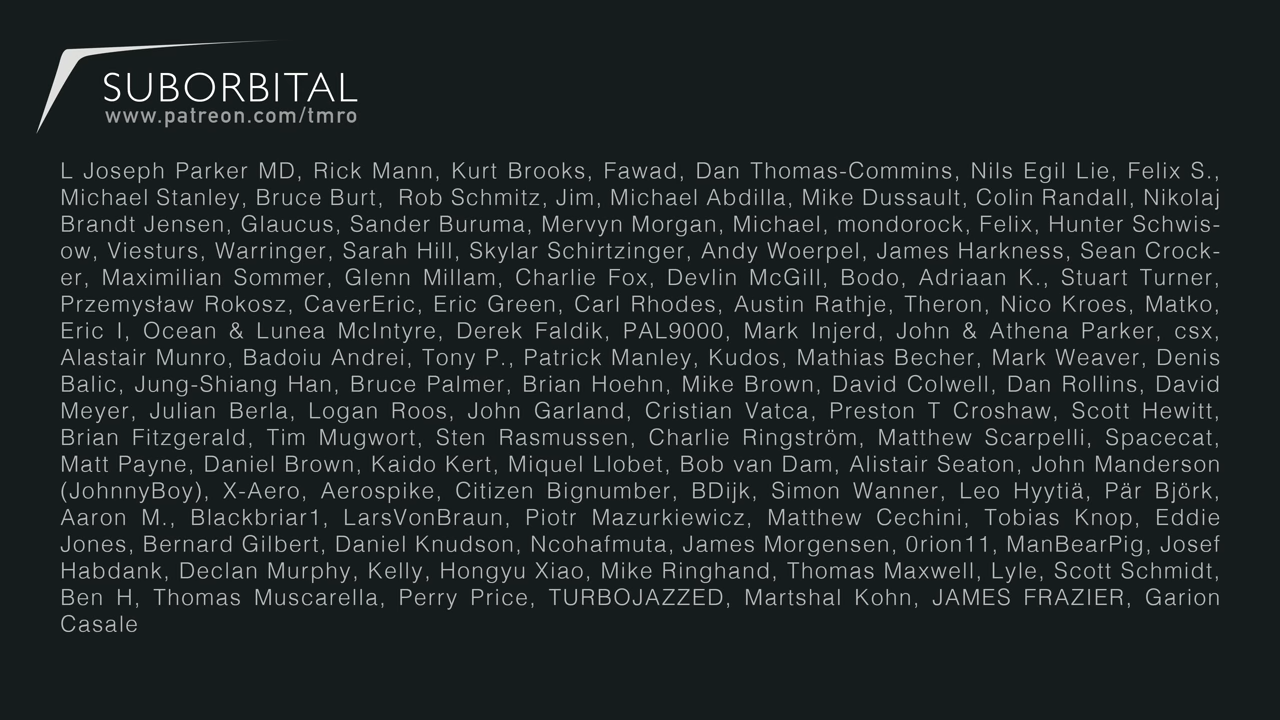 SUBORBITAL
www.patreon.com/tmro
L Joseph Parker MD, Rick Mann, Kurt Brooks, Fawad, Dan Thomas-Commins, Nils Egil Lie, Felix S.,
Michael Stanley, Bruce Burt,  Rob Schmitz, Jim, Michael Abdilla, Mike Dussault, Colin Randall, Nikolaj
Brandt Jensen, Glaucus, Sander Buruma, Mervyn Morgan, Michael, mondorock, Felix, Hunter Schwis-
ow, Viesturs, Warringer, Sarah Hill, Skylar Schirtzinger, Andy Woerpel, James Harkness, Sean Crock-
er, Maximilian Sommer, Glenn Millam, Charlie Fox, Devlin McGill, Bodo, Adriaan K., Stuart Turner,
Przemysław Rokosz, CaverEric, Eric Green, Carl Rhodes, Austin Rathje, Theron, Nico Kroes, Matko,
Eric I, Ocean & Lunea McIntyre, Derek Faldik, PAL9000, Mark Injerd, John & Athena Parker, csx,
Alastair Munro, Badoiu Andrei, Tony P., Patrick Manley, Kudos, Mathias Becher, Mark Weaver, Denis
Balic, Jung-Shiang Han, Bruce Palmer, Brian Hoehn, Mike Brown, David Colwell, Dan Rollins, David
Meyer, Julian Berla, Logan Roos, John Garland, Cristian Vatca, Preston T Croshaw, Scott Hewitt,
Brian Fitzgerald, Tim Mugwort, Sten Rasmussen, Charlie Ringström, Matthew Scarpelli, Spacecat,
Matt Payne, Daniel Brown, Kaido Kert, Miquel Llobet, Bob van Dam, Alistair Seaton, John Manderson
(JohnnyBoy), X-Aero, Aerospike, Citizen Bignumber, BDijk, Simon Wanner, Leo Hyytiä, Pär Björk,
Aaron M., Blackbriar1, LarsVonBraun, Piotr Mazurkiewicz, Matthew Cechini, Tobias Knop, Eddie
Jones, Bernard Gilbert, Daniel Knudson, Ncohafmuta, James Morgensen, 0rion11, ManBearPig, Josef
Habdank, Declan Murphy, Kelly, Hongyu Xiao, Mike Ringhand, Thomas Maxwell, Lyle, Scott Schmidt,
Ben H, Thomas Muscarella, Perry Price, TURBOJAZZED, Martshal Kohn, JAMES FRAZIER, Garion
Casale